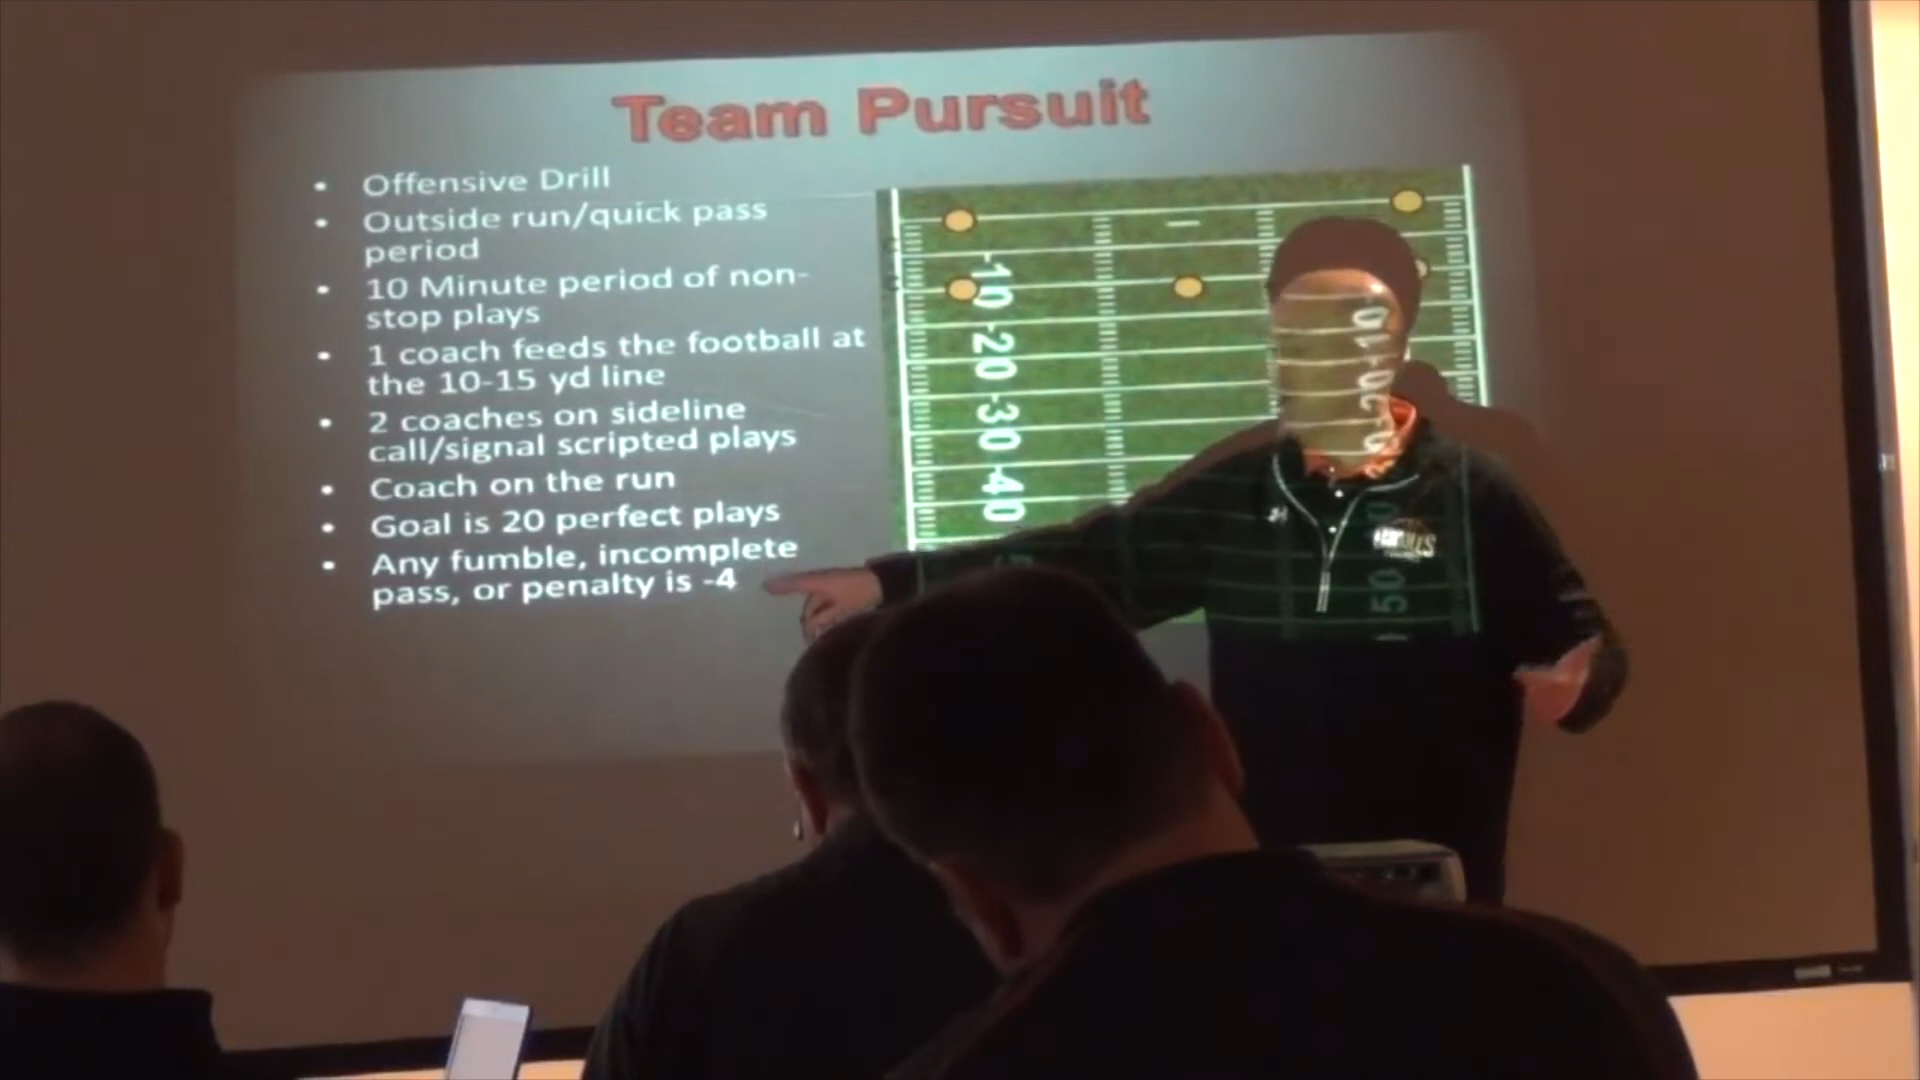 Team Pursuit
• Offensive Drill
• Outside run/quick pass
period
• 10 Minute period of non-
stop plays
• 1 coach feeds the football at
the 10-15 yd line
• 2 coaches on sideline
call/signal scripted plays
• Coach on the run
• Goal is 20 perfect plays
• Any fumble, incomplete
pass, or penalty is -4
10
20
30
40
50